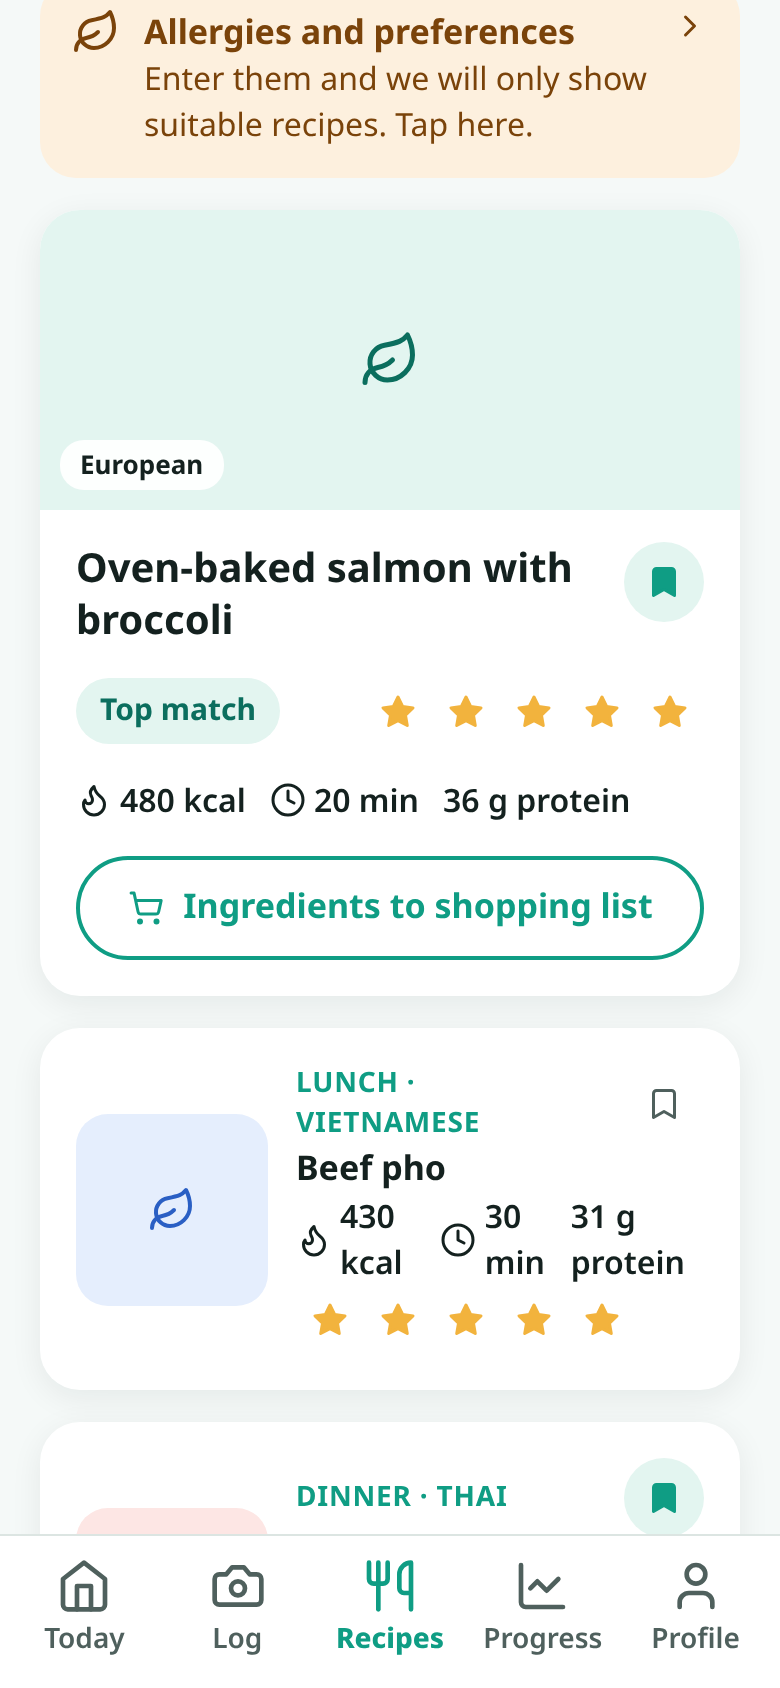 Allergies and preferences
Enter them and we will only show
suitable recipes. Tap here.
European
Oven-baked salmon with
broccoli
Top match
480 kcal 20 min 36 g protein
Ingredients to shopping list
LUNCH ·
VIETNAMESE
Beef pho
430 30 31 g
kcal min protein
DINNER · THAI
Today Log Recipes Progress Profile